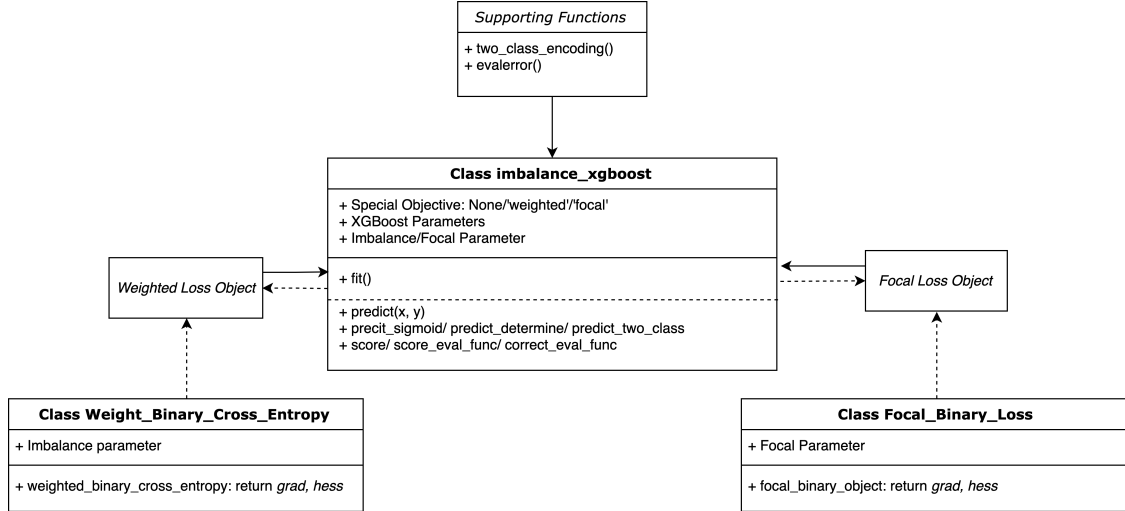 Supporting Functions
+ two_class_encoding()
+ evalerror()
Class imbalance_xgboost
+ Special Objective: None/'weighted'/'focal'
+ XGBoost Parameters
+ Imbalance/Focal Parameter
+ fit()
+ predict(x, y)
+ precit_sigmoid/ predict_determine/ predict_two_class
+ score/ score_eval_func/ correct_eval_func
Weighted Loss Object
Focal Loss Object
Class Weight_Binary_Cross_Entropy
+ Imbalance parameter
+ weighted_binary_cross_entropy: return grad, hess
Class Focal_Binary_Loss
+ Focal Parameter
+ focal_binary_object: return grad, hess